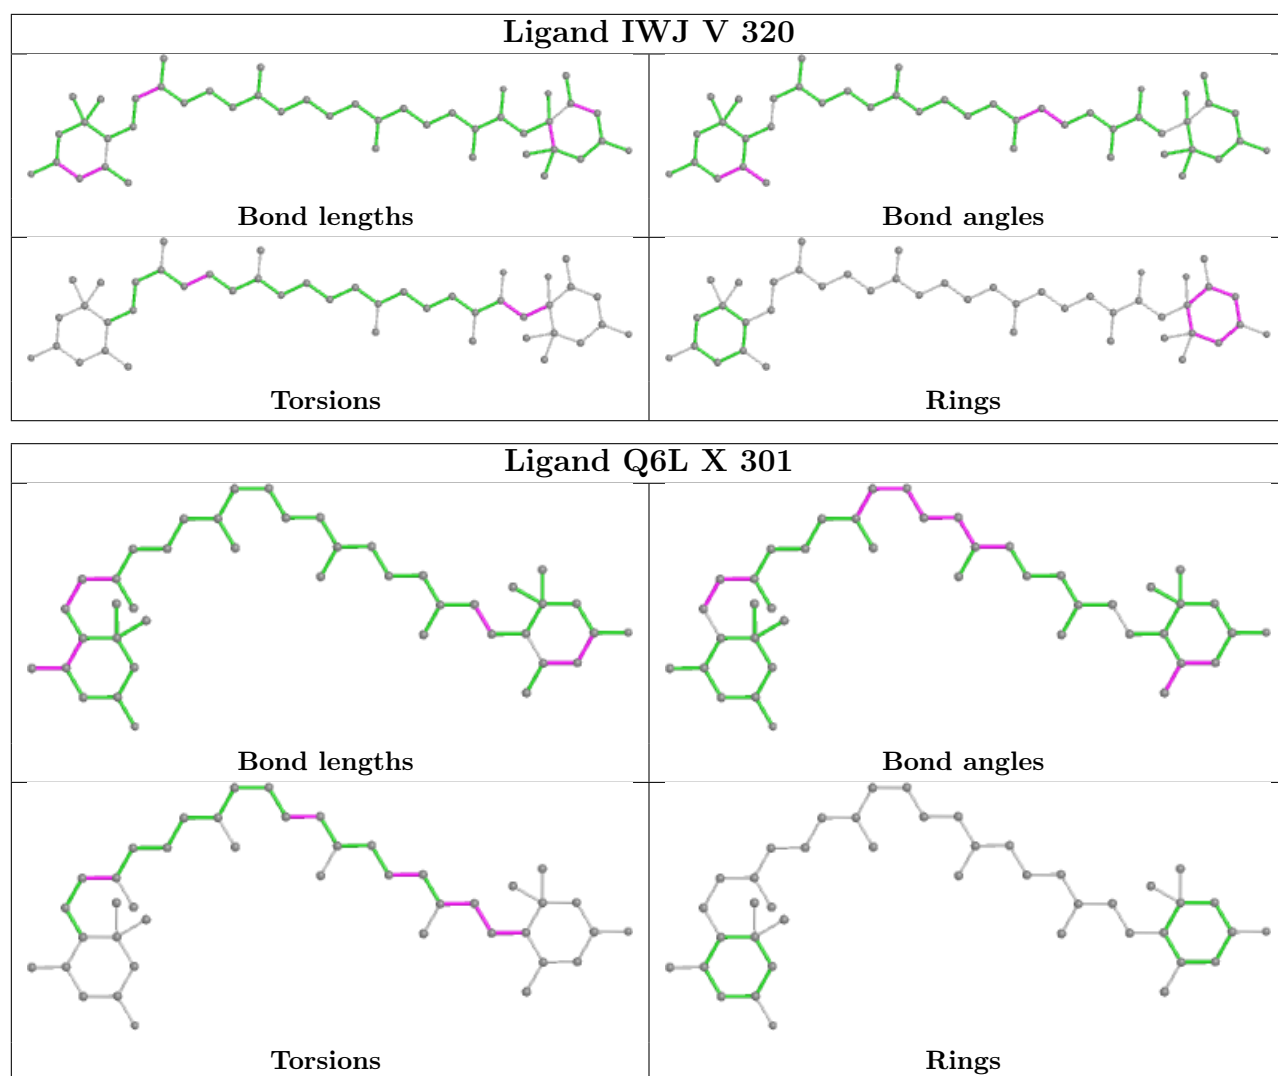 Ligand IWJ V 320
Bond lengths
Bond angles
Torsions
Rings
Ligand Q6L X 301
Bond lengths
Bond angles
Torsions
Rings